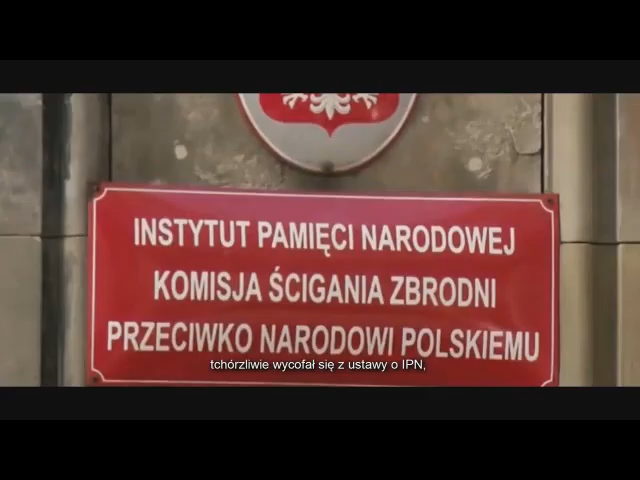 INSTYTUT PAMIĘCI NARODOWEJ
KOMISJA ŚCIGANIA ZBRODNI
PRZECIWKO NARODOWI POLSKIEMU
tchórzliwie wycofał się z ustawy o IPN,